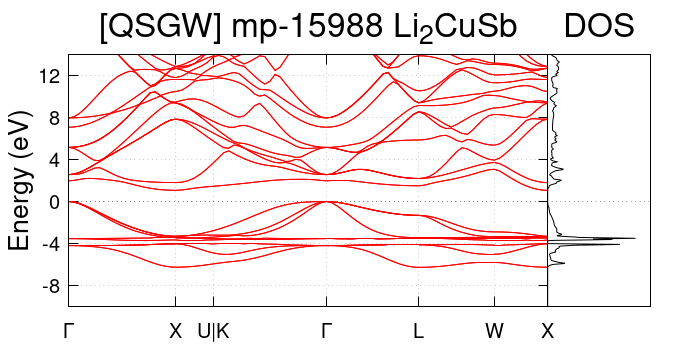 [QSGW] mp-15988 Li₂CuSb DOS
Energy (eV)
12
8
4
0
-4
-8
Γ X U|K Γ L W X